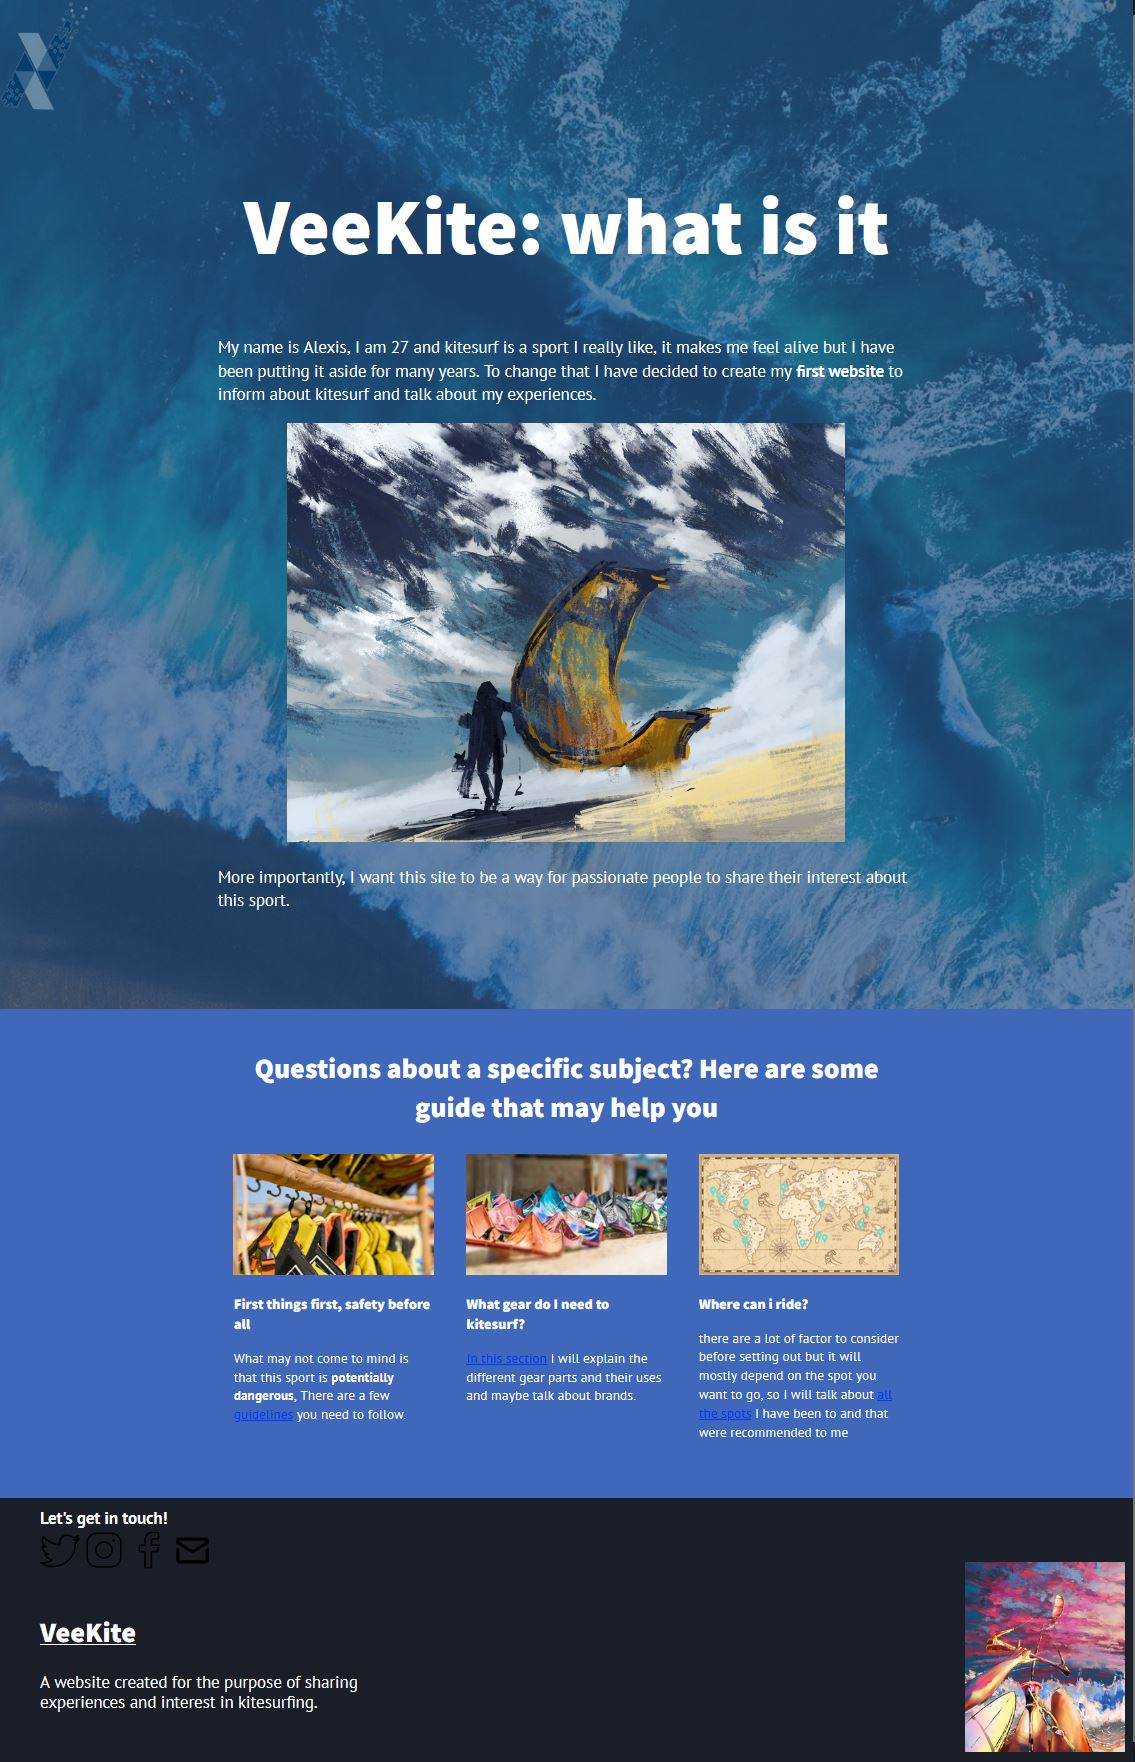 VeeKite: what is it
My name is Alexis, I am 27 and kitesurf is a sport I really like, it makes me feel alive but I have
been putting it aside for many years. To change that I have decided to create my first website to
inform about kitesurf and talk about my experiences.
More importantly, I want this site to be a way for passionate people to share their interest about
this sport.
Questions about a specific subject? Here are some
guide that may help you
First things first, safety before
all
What may not come to mind is
that this sport is potentially
dangerous, There are a few
guidelines you need to follow.
What gear do I need to
kitesurf?
In this section I will explain the
different gear parts and their uses
and maybe talk about brands.
Where can i ride?
there are a lot of factor to consider
before setting out but it will
mostly depend on the spot you
want to go, so I will talk about all
the spots I have been to and that
were recommended to me
Let's get in touch!
VeeKite
A website created for the purpose of sharing
experiences and interest in kitesurfing.